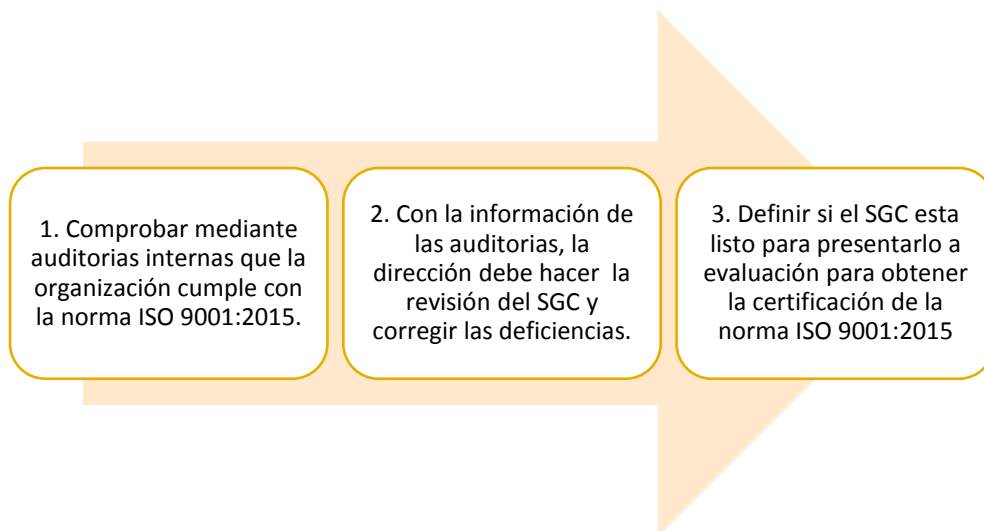 1. Comprobar mediante
auditorias internas que la
organización cumple con
la norma ISO 9001:2015.
2. Con la información de
las auditorias, la
dirección debe hacer  la
revisión del SGC y
corregir las deficiencias.
3. Definir si el SGC esta
listo para presentarlo a
evaluación para obtener
la certificación de la
norma ISO 9001:2015